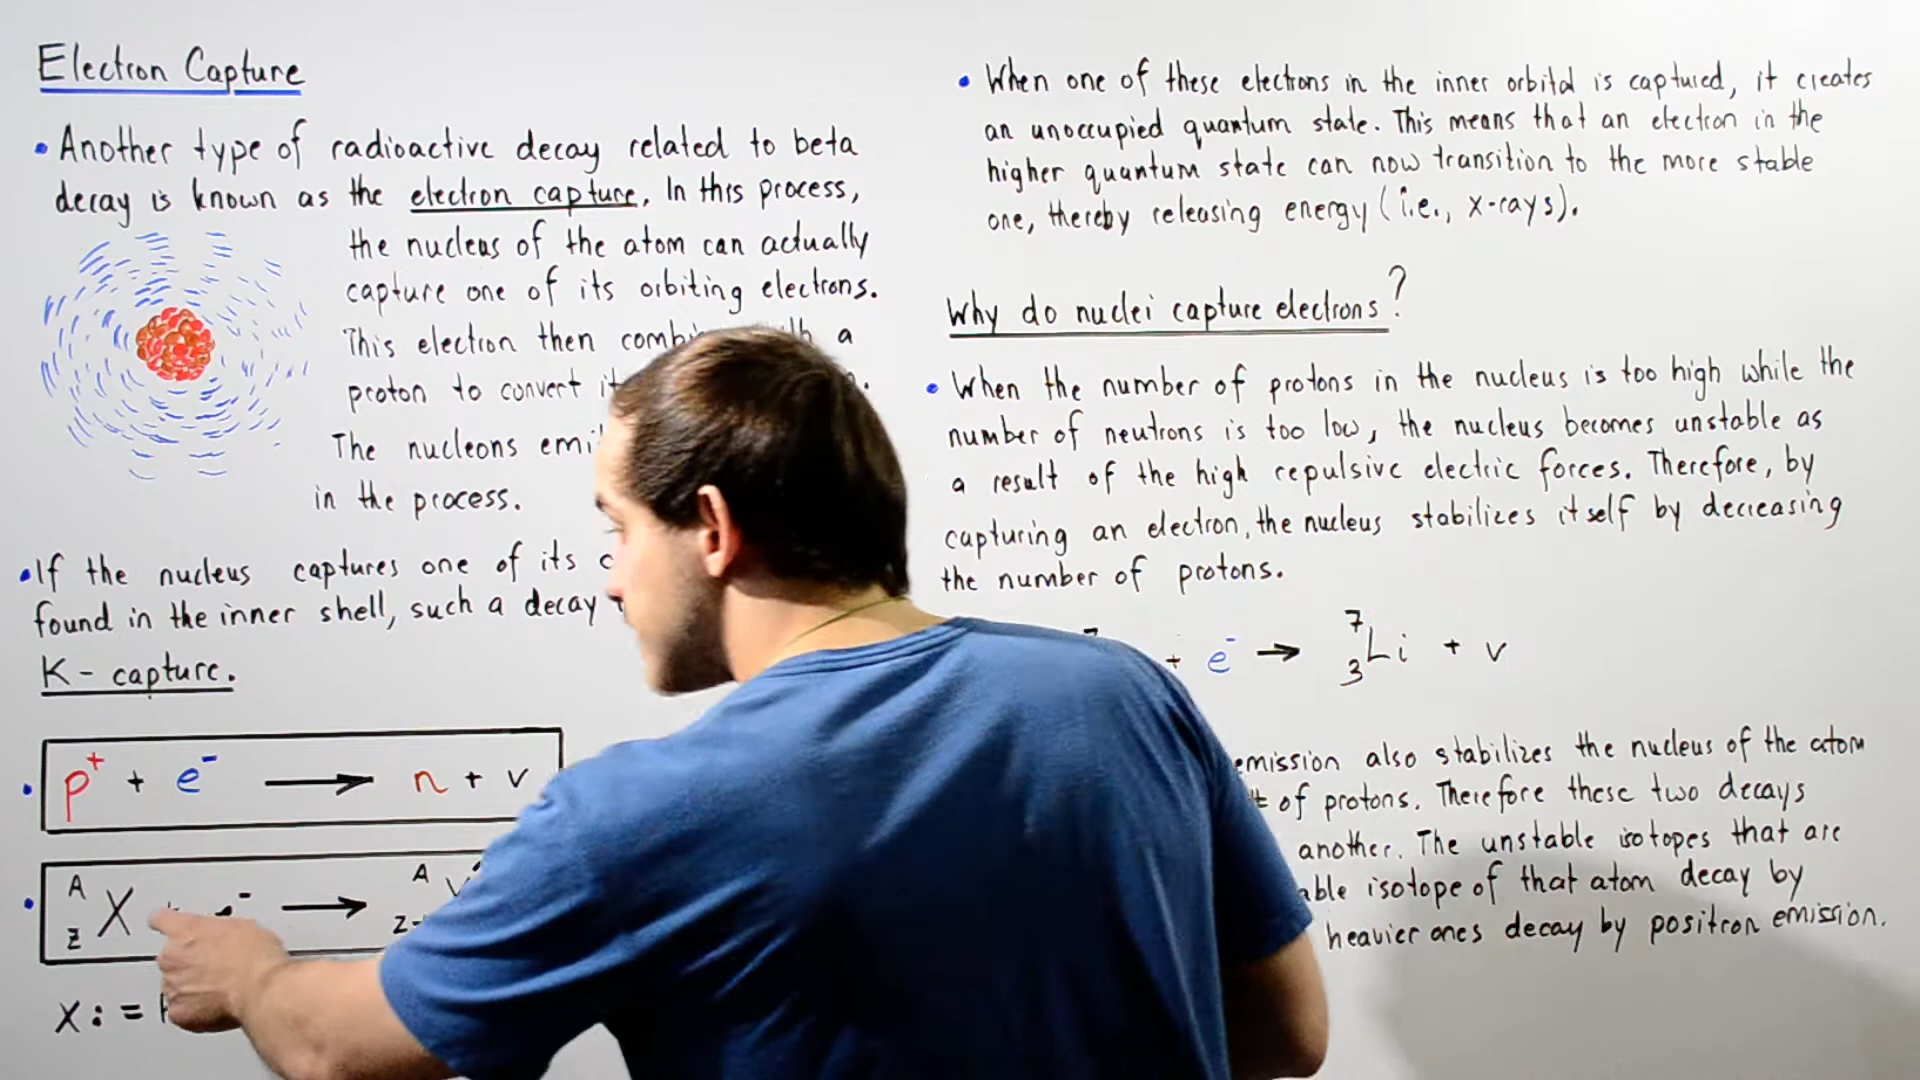 Electron Capture
• Another type of radioactive decay related to beta
decay is known as the electron capture. In this process,
the nucleus of the atom can actually
capture one of its orbiting electrons.
This electron then a
proton to convert
The nucleons
in the process.
• If the nucleus captures one of its
found in the inner shell, such a decay
K - capture.
• p+ + e- → n + v
• A Z X - → A
X : =
• When one of these electrons in the inner orbital is captured, it creates
an unoccupied quantum state. This means that an electron in the
higher quantum state can now transition to the more stable
one, thereby releasing energy (i.e., x-rays).
Why do nuclei capture electrons?
• When the number of protons in the nucleus is too high while the
number of neutrons is too low, the nucleus becomes unstable as
a result of the high repulsive electric forces. Therefore, by
capturing an electron, the nucleus stabilizes itself by decreasing
the number of protons.
+ e- → 7 3 Li + v
emission also stabilizes the nucleus of the atom
of protons. Therefore these two decays
another. The unstable isotopes that are
isotope of that atom decay by
heavier ones decay by positron emission.